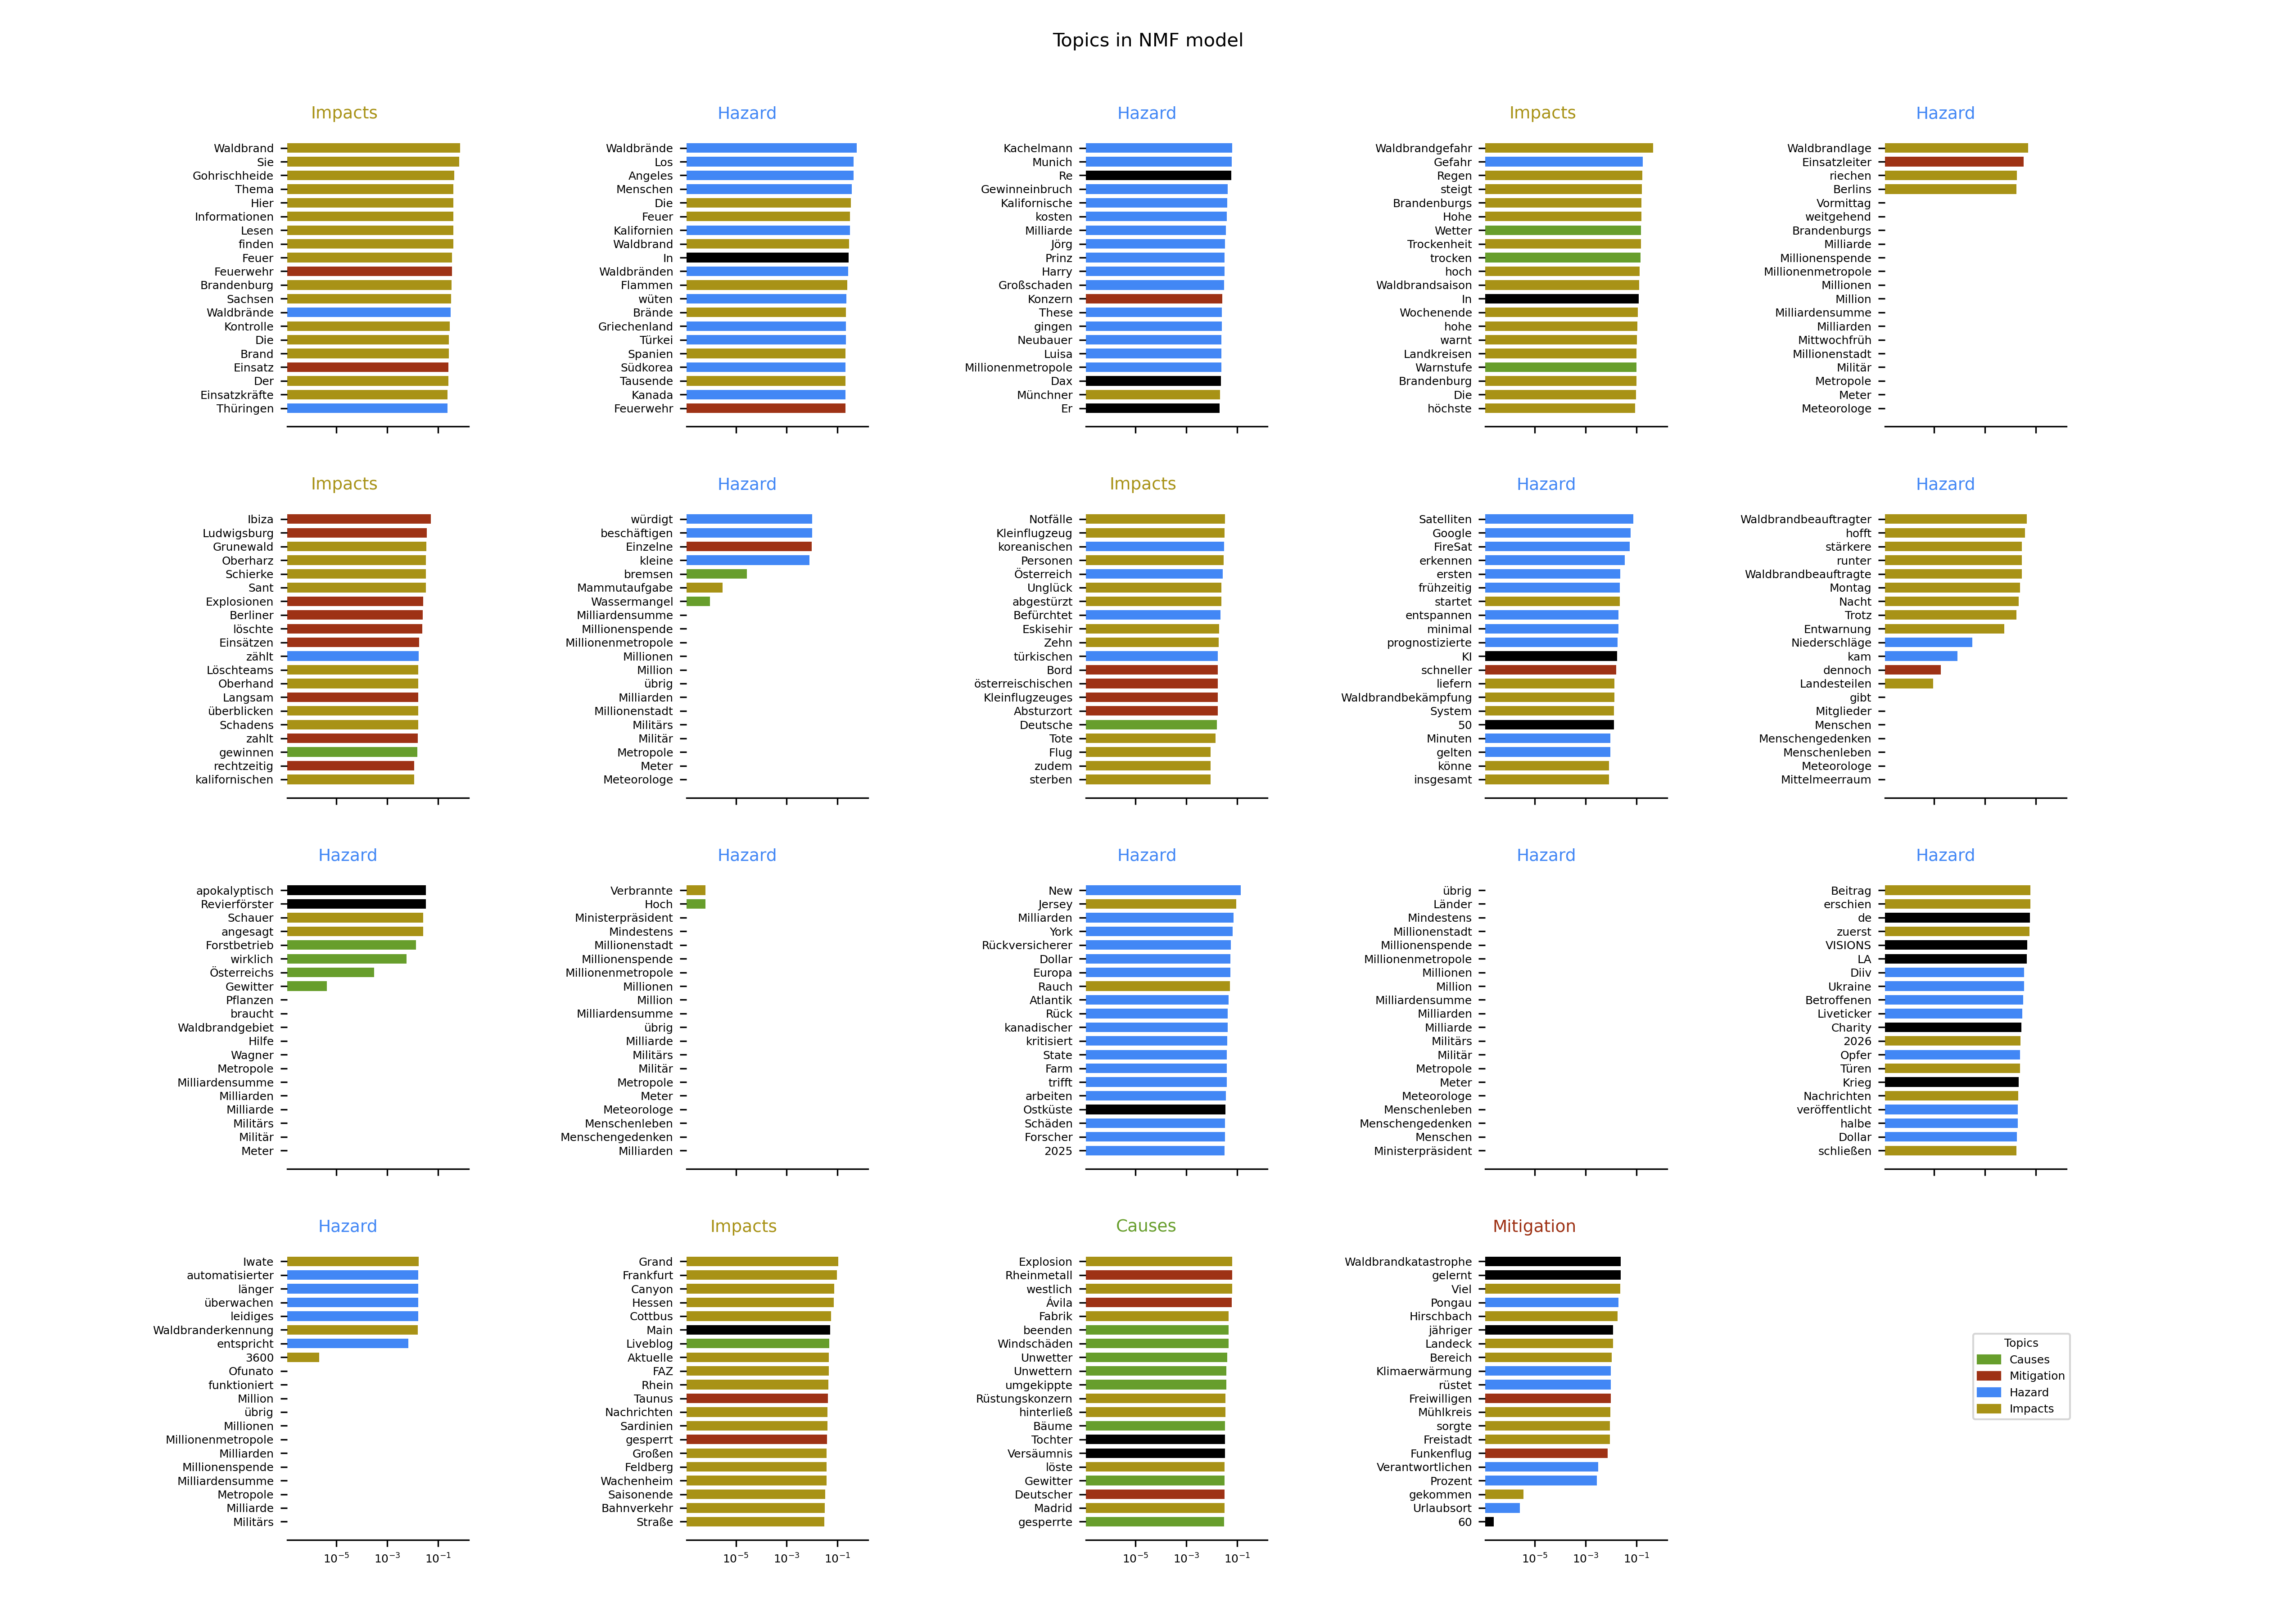 Topics in NMF model
Impacts
Waldbrand
Sie
Gohrischheide
Thema
Hier
Informationen
Lesen
finden
Feuer
Feuerwehr
Brandenburg
Sachsen
Waldbrände
Kontrolle
Die
Brand
Einsatz
Der
Einsatzkräfte
Thüringen
Hazard
Waldbrände
Los
Angeles
Menschen
Die
Feuer
Kalifornien
Waldbrand
In
Waldbränden
Flammen
wüten
Brände
Griechenland
Türkei
Spanien
Südkorea
Tausende
Kanada
Feuerwehr
Hazard
Kachelmann
Munich
Re
Gewinneinbruch
Kalifornische
kosten
Milliarde
Jörg
Prinz
Harry
Großschaden
Konzern
These
gingen
Neubauer
Luisa
Millionenmetropole
Dax
Münchner
Er
Impacts
Waldbrandgefahr
Gefahr
Regen
steigt
Brandenburgs
Hohe
Wetter
Trockenheit
trocken
hoch
Waldbrandsaison
In
Wochenende
hohe
warnt
Landkreisen
Warnstufe
Brandenburg
Die
höchste
Hazard
Waldbrandlage
Einsatzleiter
riechen
Berlins
Vormittag
weitgehend
Brandenburgs
Milliarde
Millionenspende
Millionenmetropole
Millionen
Million
Milliardensumme
Milliarden
Mittwochfrüh
Millionenstadt
Militär
Metropole
Meter
Meteorologe
Impacts
Ibiza
Ludwigsburg
Grunewald
Oberharz
Schierke
Sant
Explosionen
Berliner
löschte
Einsätzen
zählt
Löschteams
Oberhand
Langsam
überblicken
Schadens
zahlt
gewinnen
rechtzeitig
kalifornischen
Hazard
würdigt
beschäftigen
Einzelne
kleine
bremsen
Mammutaufgabe
Wassermangel
Milliardensumme
Millionenspende
Millionenmetropole
Millionen
Million
übrig
Milliarden
Millionenstadt
Militärs
Militär
Metropole
Meter
Meteorologe
Impacts
Notfälle
Kleinflugzeug
koreanischen
Personen
Österreich
Unglück
abgestürzt
Befürchtet
Eskisehir
Zehn
türkischen
Bord
österreischischen
Kleinflugzeuges
Absturzort
Deutsche
Tote
Flug
zudem
sterben
Hazard
Satelliten
Google
FireSat
erkennen
ersten
frühzeitig
startet
entspannen
minimal
prognostizierte
KI
schneller
liefern
Waldbrandbekämpfung
System
50
Minuten
gelten
könne
insgesamt
Hazard
Waldbrandbeauftragter
hofft
stärkere
runter
Waldbrandbeauftragte
Montag
Nacht
Trotz
Entwarnung
Niederschläge
kam
dennoch
Landesteilen
gibt
Mitglieder
Menschen
Menschengedenken
Menschenleben
Meteorologe
Mittelmeerraum
Hazard
apokalyptisch
Revierförster
Schauer
angesagt
Forstbetrieb
wirklich
Österreichs
Gewitter
Pflanzen
braucht
Waldbrandgebiet
Hilfe
Wagner
Metropole
Milliardensumme
Milliarden
Milliarde
Militärs
Militär
Meter
Hazard
Verbrannte
Hoch
Ministerpräsident
Mindestens
Millionenstadt
Millionenspende
Millionenmetropole
Millionen
Million
Milliardensumme
übrig
Milliarde
Militärs
Militär
Metropole
Meter
Meteorologe
Menschenleben
Menschengedenken
Milliarden
Hazard
New
Jersey
Milliarden
York
Rückversicherer
Dollar
Europa
Rauch
Atlantik
Rück
kanadischer
kritisiert
State
Farm
trifft
arbeiten
Ostküste
Schäden
Forscher
2025
Hazard
übrig
Länder
Mindestens
Millionenstadt
Millionenspende
Millionenmetropole
Millionen
Million
Milliardensumme
Milliarden
Milliarde
Militärs
Militär
Metropole
Meter
Meteorologe
Menschenleben
Menschengedenken
Menschen
Ministerpräsident
Hazard
Beitrag
erschien
de
zuerst
VISIONS
LA
Diiv
Ukraine
Betroffenen
Liveticker
Charity
2026
Opfer
Türen
Krieg
Nachrichten
veröffentlicht
halbe
Dollar
schließen
Hazard
Iwate
automatisierter
länger
überwachen
leidiges
Waldbranderkennung
entspricht
3600
Ofunato
funktioniert
Million
übrig
Millionen
Millionenmetropole
Milliarden
Millionenspende
Milliardensumme
Metropole
Milliarde
Militärs
10⁻⁵ 10⁻³ 10⁻¹
Impacts
Grand
Frankfurt
Canyon
Hessen
Cottbus
Main
Liveblog
Aktuelle
FAZ
Rhein
Taunus
Nachrichten
Sardinien
gesperrt
Großen
Feldberg
Wachenheim
Saisonende
Bahnverkehr
Straße
10⁻⁵ 10⁻³ 10⁻¹
Causes
Explosion
Rheinmetall
westlich
Ávila
Fabrik
beenden
Windschäden
Unwetter
Unwettern
umgekippte
Rüstungskonzern
hinterließ
Bäume
Tochter
Versäumnis
löste
Gewitter
Deutscher
Madrid
gesperrte
10⁻⁵ 10⁻³ 10⁻¹
Mitigation
Waldbrandkatastrophe
gelernt
Viel
Pongau
Hirschbach
jähriger
Landeck
Bereich
Klimaerwärmung
rüstet
Freiwilligen
Mühlkreis
sorgte
Freistadt
Funkenflug
Verantwortlichen
Prozent
gekommen
Urlaubsort
60
10⁻⁵ 10⁻³ 10⁻¹
Topics
Causes
Mitigation
Hazard
Impacts